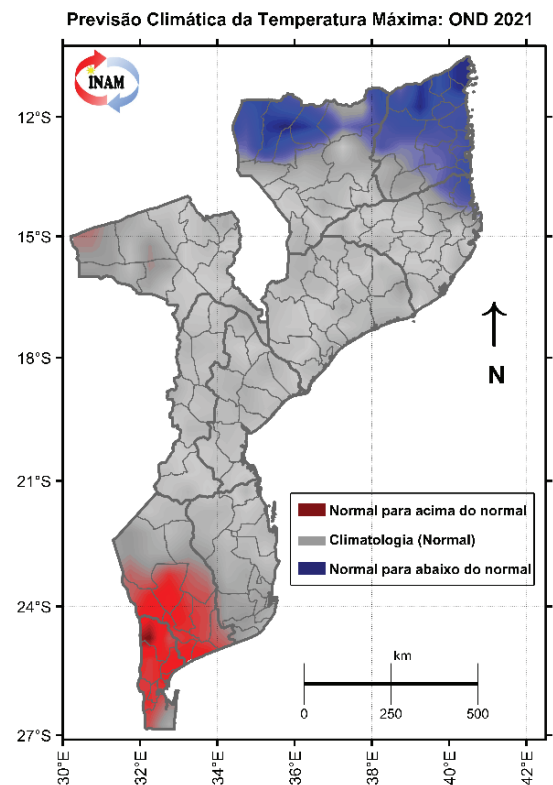 Previsão Climática da Temperatura Máxima: OND 2021
INAM
12°S
15°S
18°S
21°S
24°S
27°S
N
Normal para acima do normal
Climatologia (Normal)
Normal para abaixo do normal
km
0 250 500
30°E 32°E 34°E 36°E 38°E 40°E 42°E